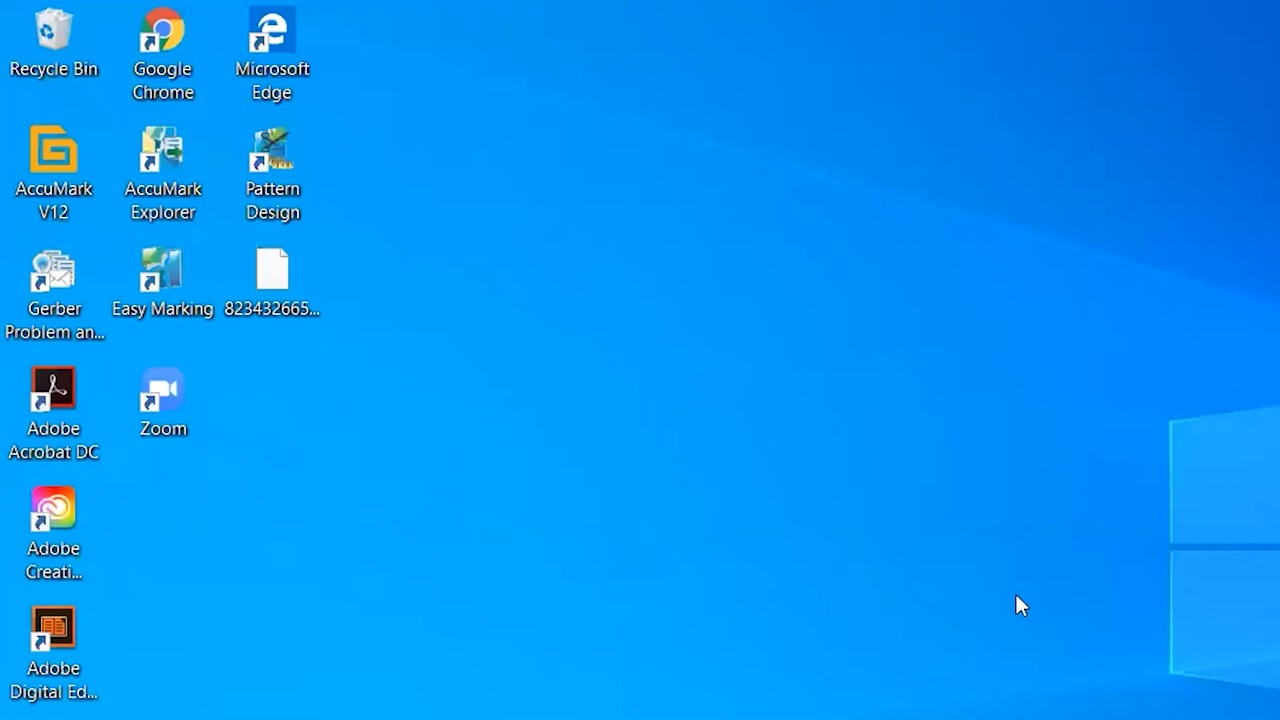 Recycle Bin
Google
Chrome
Microsoft
Edge
AccuMark
V12
AccuMark
Explorer
Pattern
Design
Gerber
Problem an...
Easy Marking
823432665...
Adobe
Acrobat DC
Zoom
Adobe
Creati...
Adobe
Digital Ed...